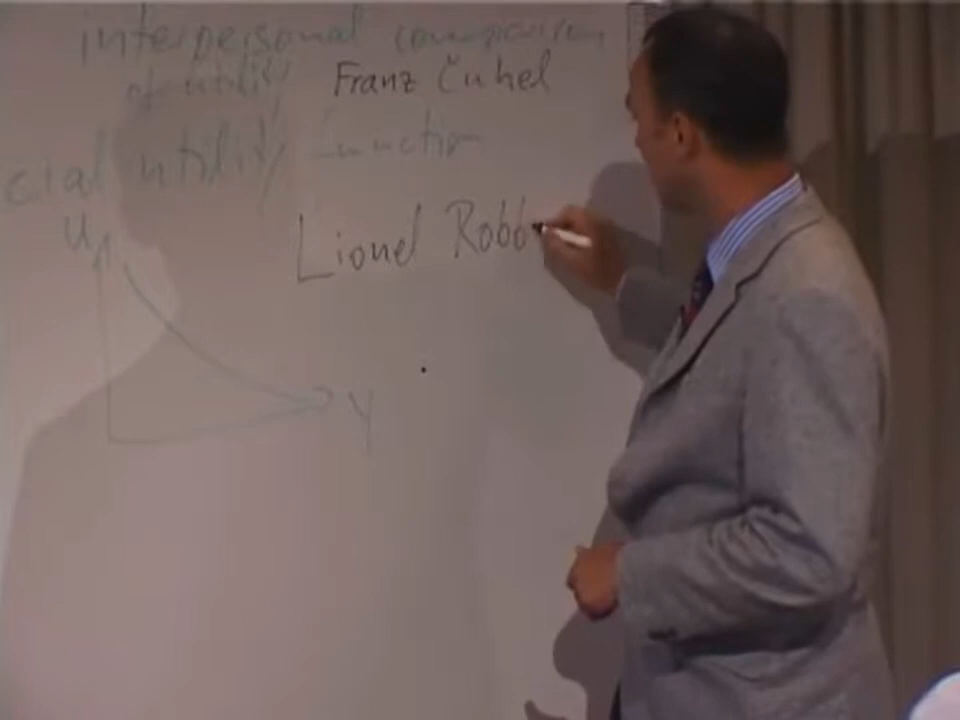 interpersonal comparison
of utility Franz Čuhel
cial utility function
Lionel Robb
u
y